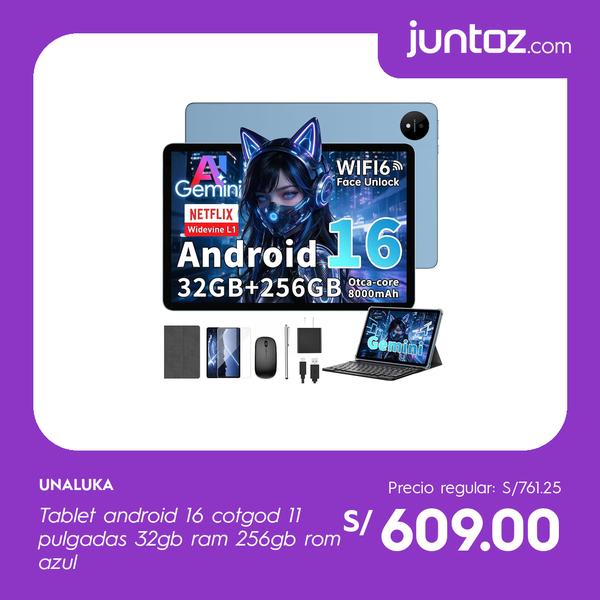 juntoz.com
AI
Gemini
NETFLIX
Widevine L1
WIFI6
Face Unlock
Android 16
32GB+256GB
Otca-core
8000mAh
Gemini
UNALUKA
Tablet android 16 cotgod 11
pulgadas 32gb ram 256gb rom
azul
Precio regular: S/761.25
S/ 609.00